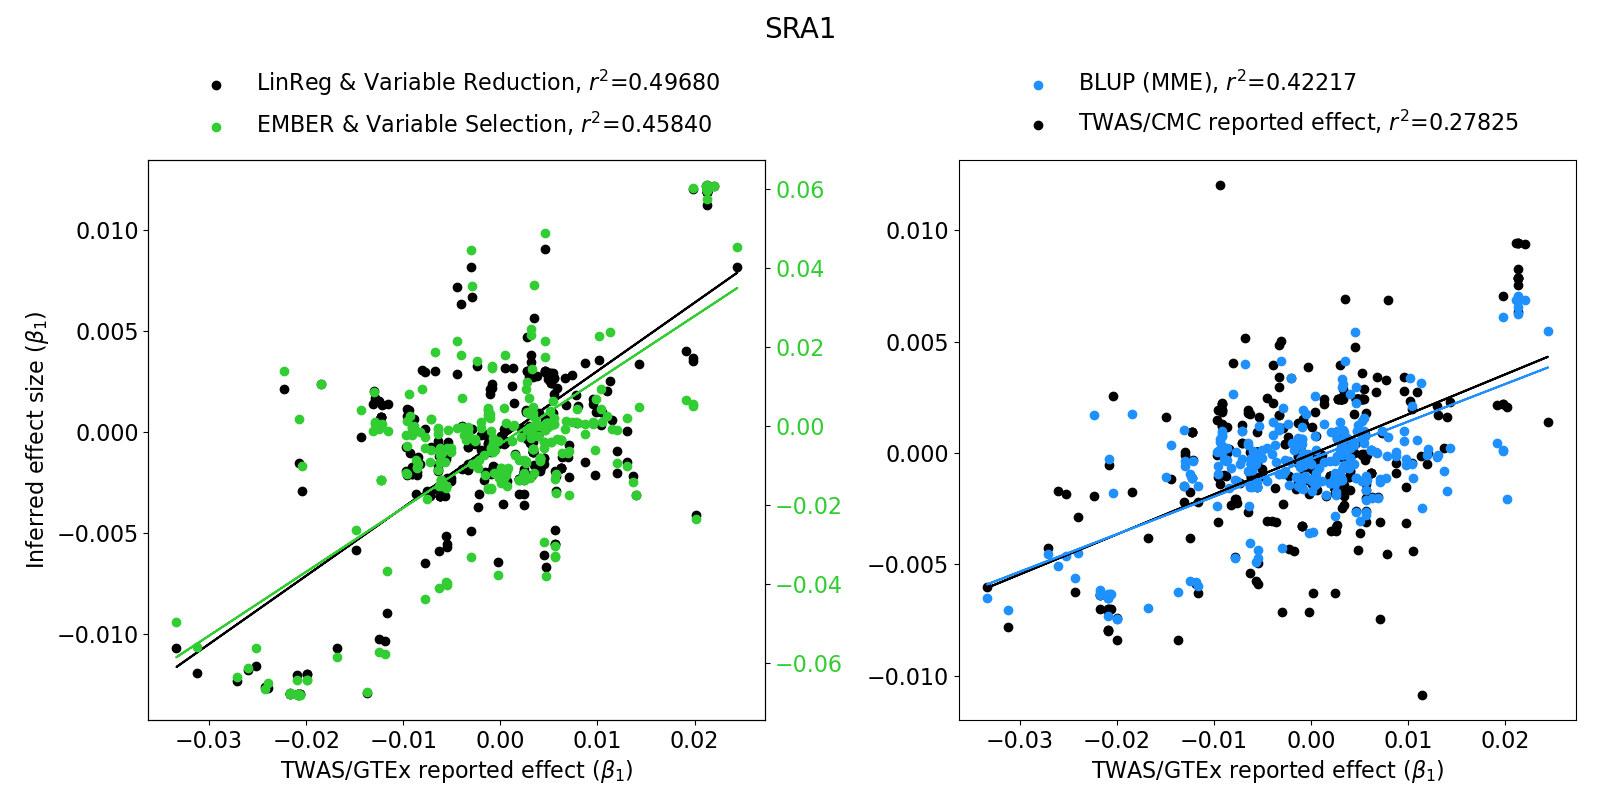 SRA1
LinReg & Variable Reduction, r²=0.49680
EMBER & Variable Selection, r²=0.45840
BLUP (MME), r²=0.42217
TWAS/CMC reported effect, r²=0.27825
Inferred effect size (β₁)
0.010
0.005
0.000
−0.005
−0.010
0.06
0.04
0.02
0.00
−0.02
−0.04
−0.06
−0.03 −0.02 −0.01 0.00 0.01 0.02
TWAS/GTEx reported effect (β₁)
0.010
0.005
0.000
−0.005
−0.010
−0.03 −0.02 −0.01 0.00 0.01 0.02
TWAS/GTEx reported effect (β₁)